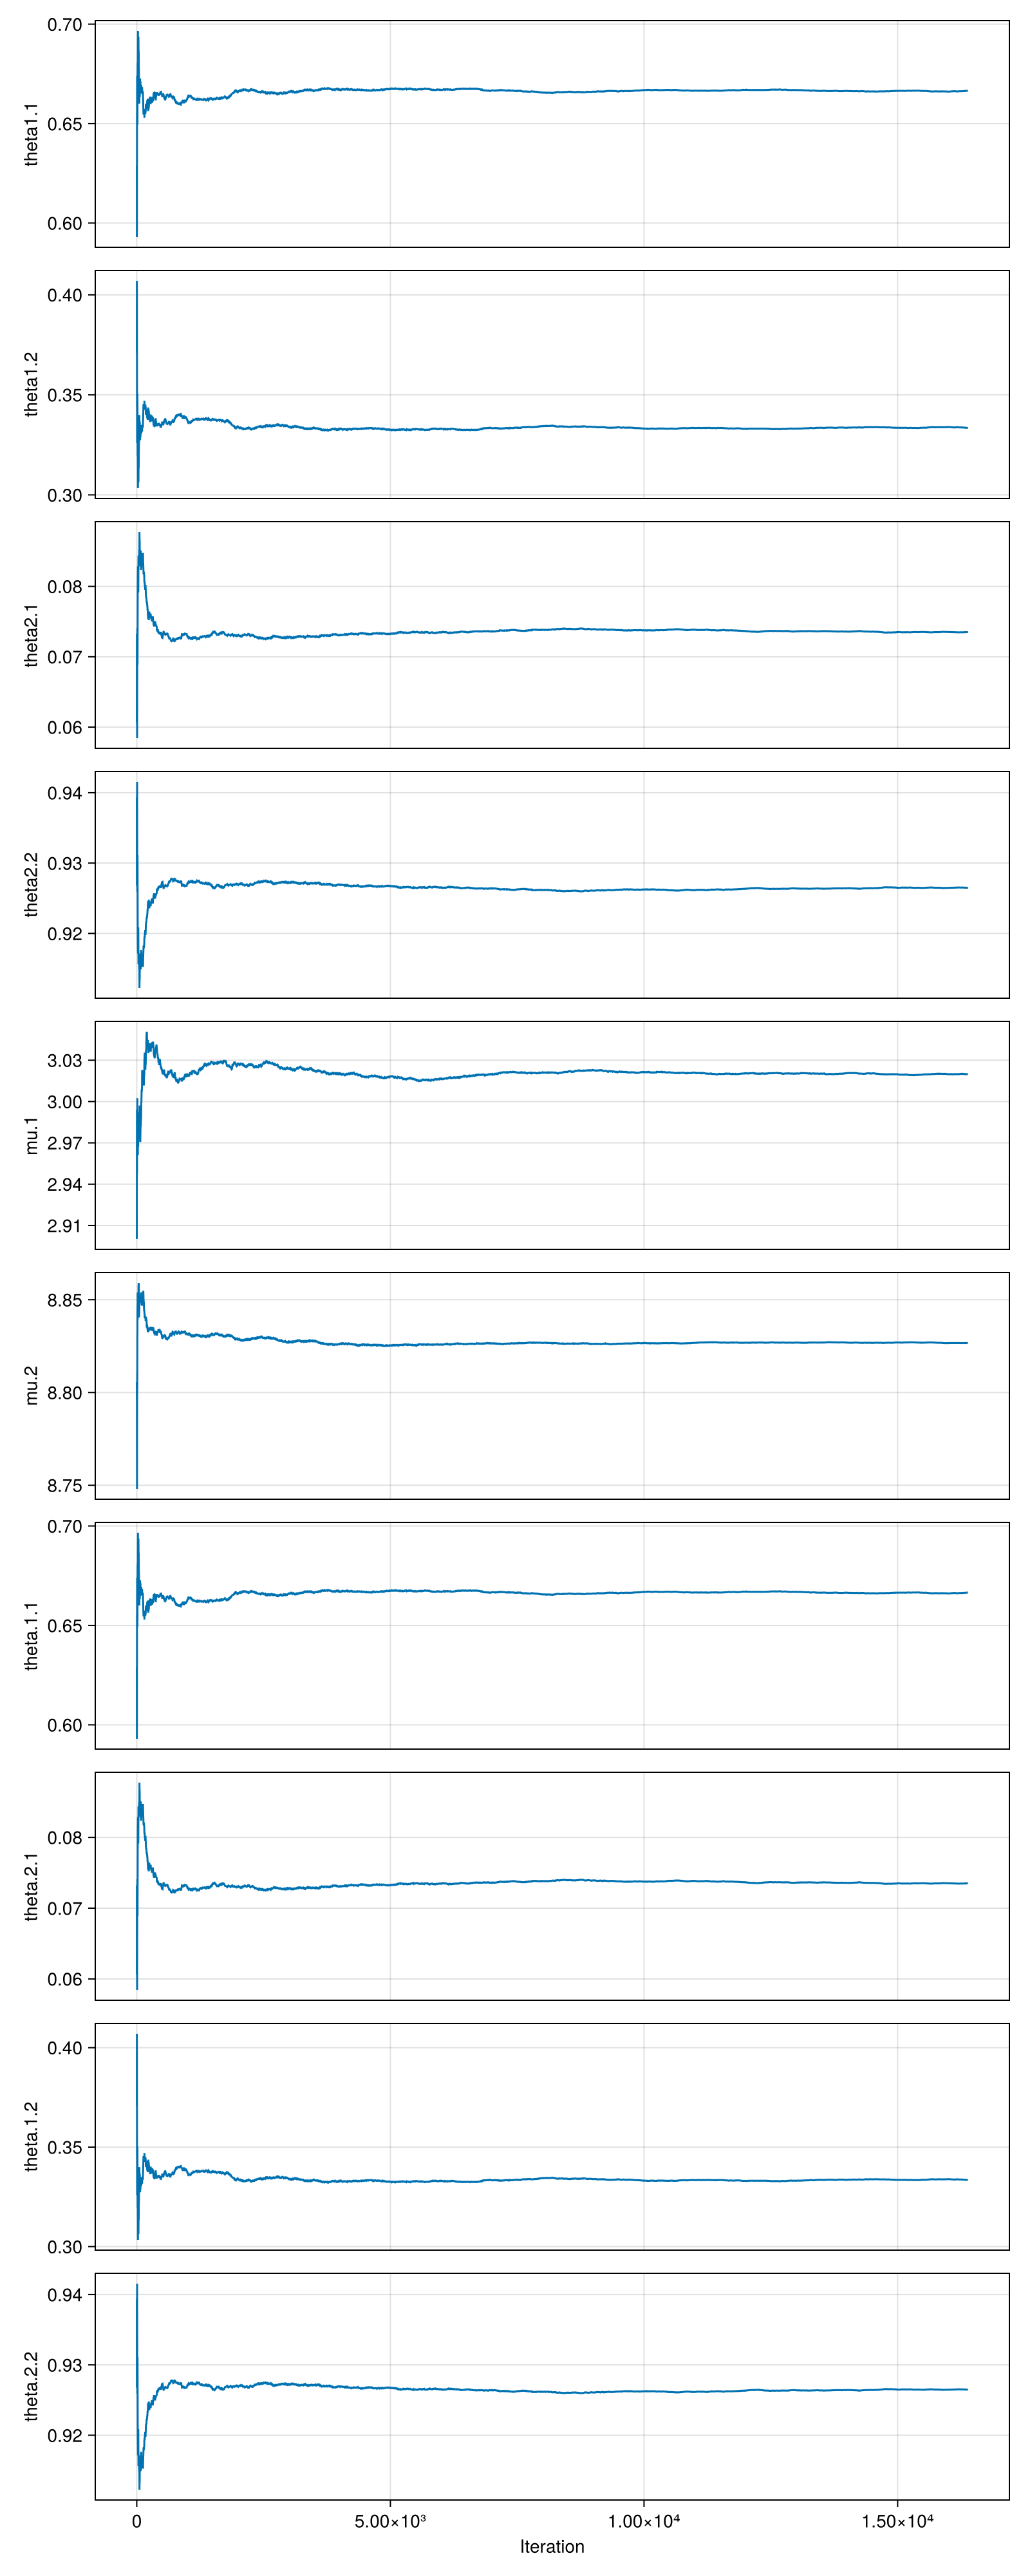 0.70
0.65
0.60
theta1.1
0.40
0.35
0.30
theta1.2
0.08
0.07
0.06
theta2.1
0.94
0.93
0.92
theta2.2
3.03
3.00
2.97
2.94
2.91
mu.1
8.85
8.80
8.75
mu.2
0.70
0.65
0.60
theta.1.1
0.08
0.07
0.06
theta.2.1
0.40
0.35
0.30
theta.1.2
0.94
0.93
0.92
theta.2.2
0 5.00×10³ 1.00×10⁴ 1.50×10⁴
Iteration